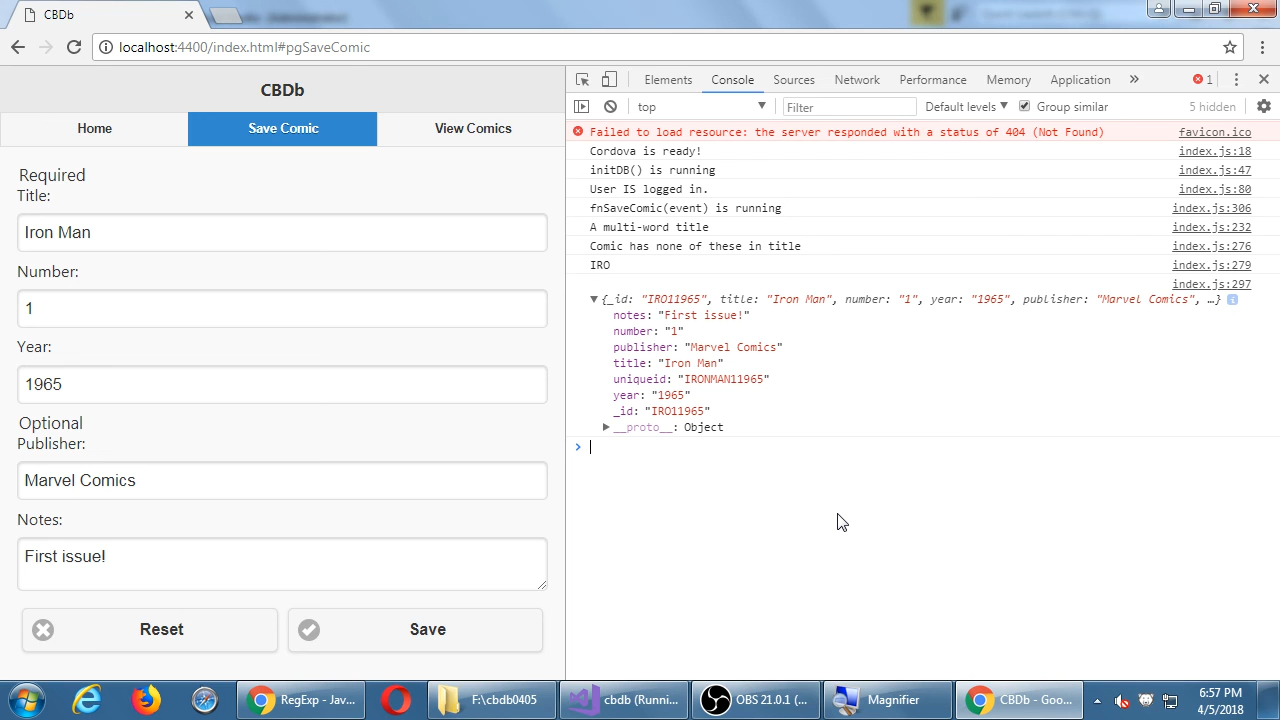 CBDb
localhost:4400/index.html#pgSaveComic
CBDb
Home
Save Comic
View Comics
Required
Title:
Iron Man
Number:
1
Year:
1965
Optional
Publisher:
Marvel Comics
Notes:
First issue!
Reset
Save
Elements Console Sources Network Performance Memory Application » 1
top Filter Default levels Group similar 5 hidden
Failed to load resource: the server responded with a status of 404 (Not Found) favicon.ico
Cordova is ready! index.js:18
initDB() is running index.js:47
User IS logged in. index.js:80
fnSaveComic(event) is running index.js:306
A multi-word title index.js:232
Comic has none of these in title index.js:276
IRO index.js:279
index.js:297
{_id: "IRO11965", title: "Iron Man", number: "1", year: "1965", publisher: "Marvel Comics", …}
notes: "First issue!"
number: "1"
publisher: "Marvel Comics"
title: "Iron Man"
uniqueid: "IRONMAN11965"
year: "1965"
_id: "IRO11965"
__proto__: Object
>
RegExp - Jav...
F:\cbdb0405
cbdb (Runni...
OBS 21.0.1 (...
Magnifier
CBDb - Goo...
6:57 PM
4/5/2018